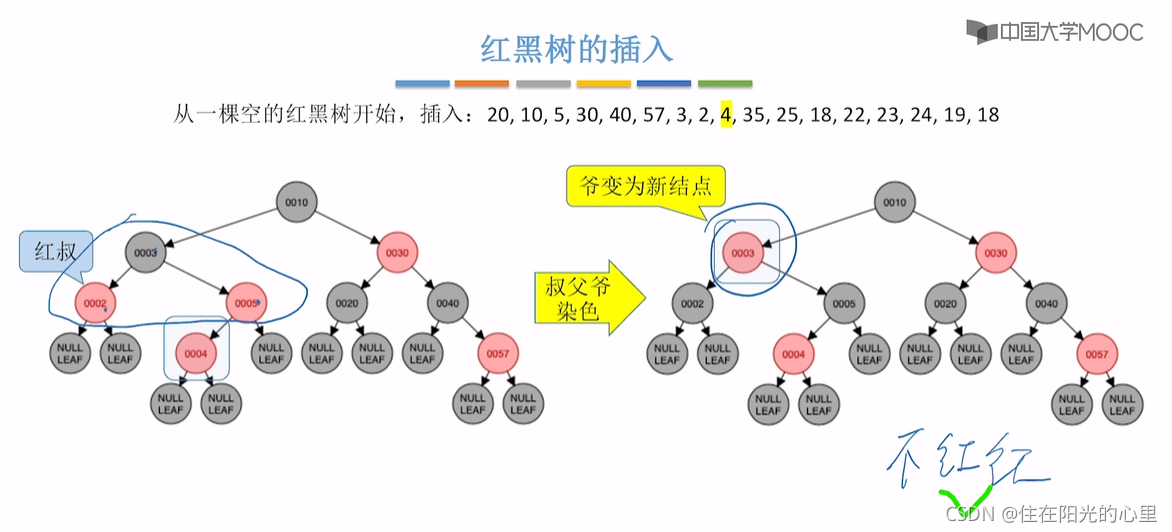 中国大学MOOC
红黑树的插入
从一棵空的红黑树开始，插入：20, 10, 5, 30, 40, 57, 3, 2, 4, 35, 25, 18, 22, 23, 24, 19, 18
爷变为新结点
0010
0010
红叔
0003
0030
0003
0030
叔父爷
染色
0002
0005
0020
0040
0002
0005
0020
0040
NULL LEAF
NULL LEAF
0004
NULL LEAF
NULL LEAF
NULL LEAF
NULL LEAF
0057
NULL LEAF
NULL LEAF
0004
NULL LEAF
NULL LEAF
NULL LEAF
NULL LEAF
0057
NULL LEAF
NULL LEAF
NULL LEAF
NULL LEAF
NULL LEAF
NULL LEAF
NULL LEAF
NULL LEAF
不红红
CSDN @住在阳光的心里